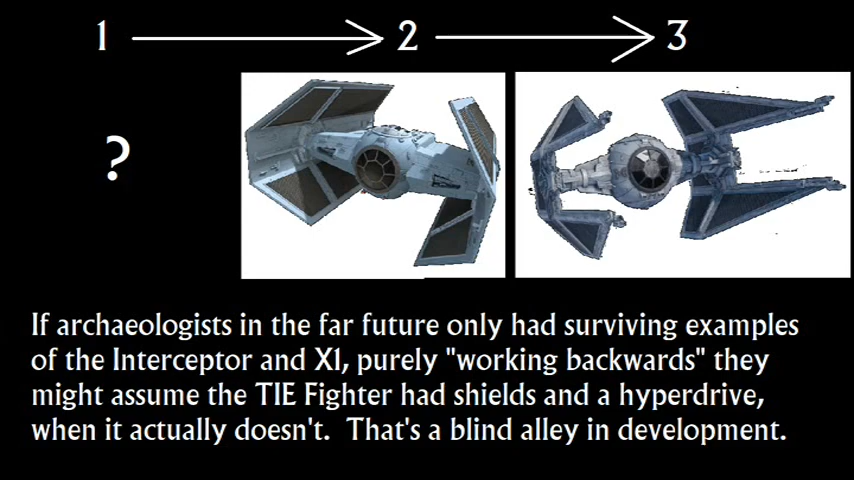 1 2 3
?
If archaeologists in the far future only had surviving examples
of the Interceptor and X1, purely "working backwards" they
might assume the TIE Fighter had shields and a hyperdrive,
when it actually doesn't. That's a blind alley in development.